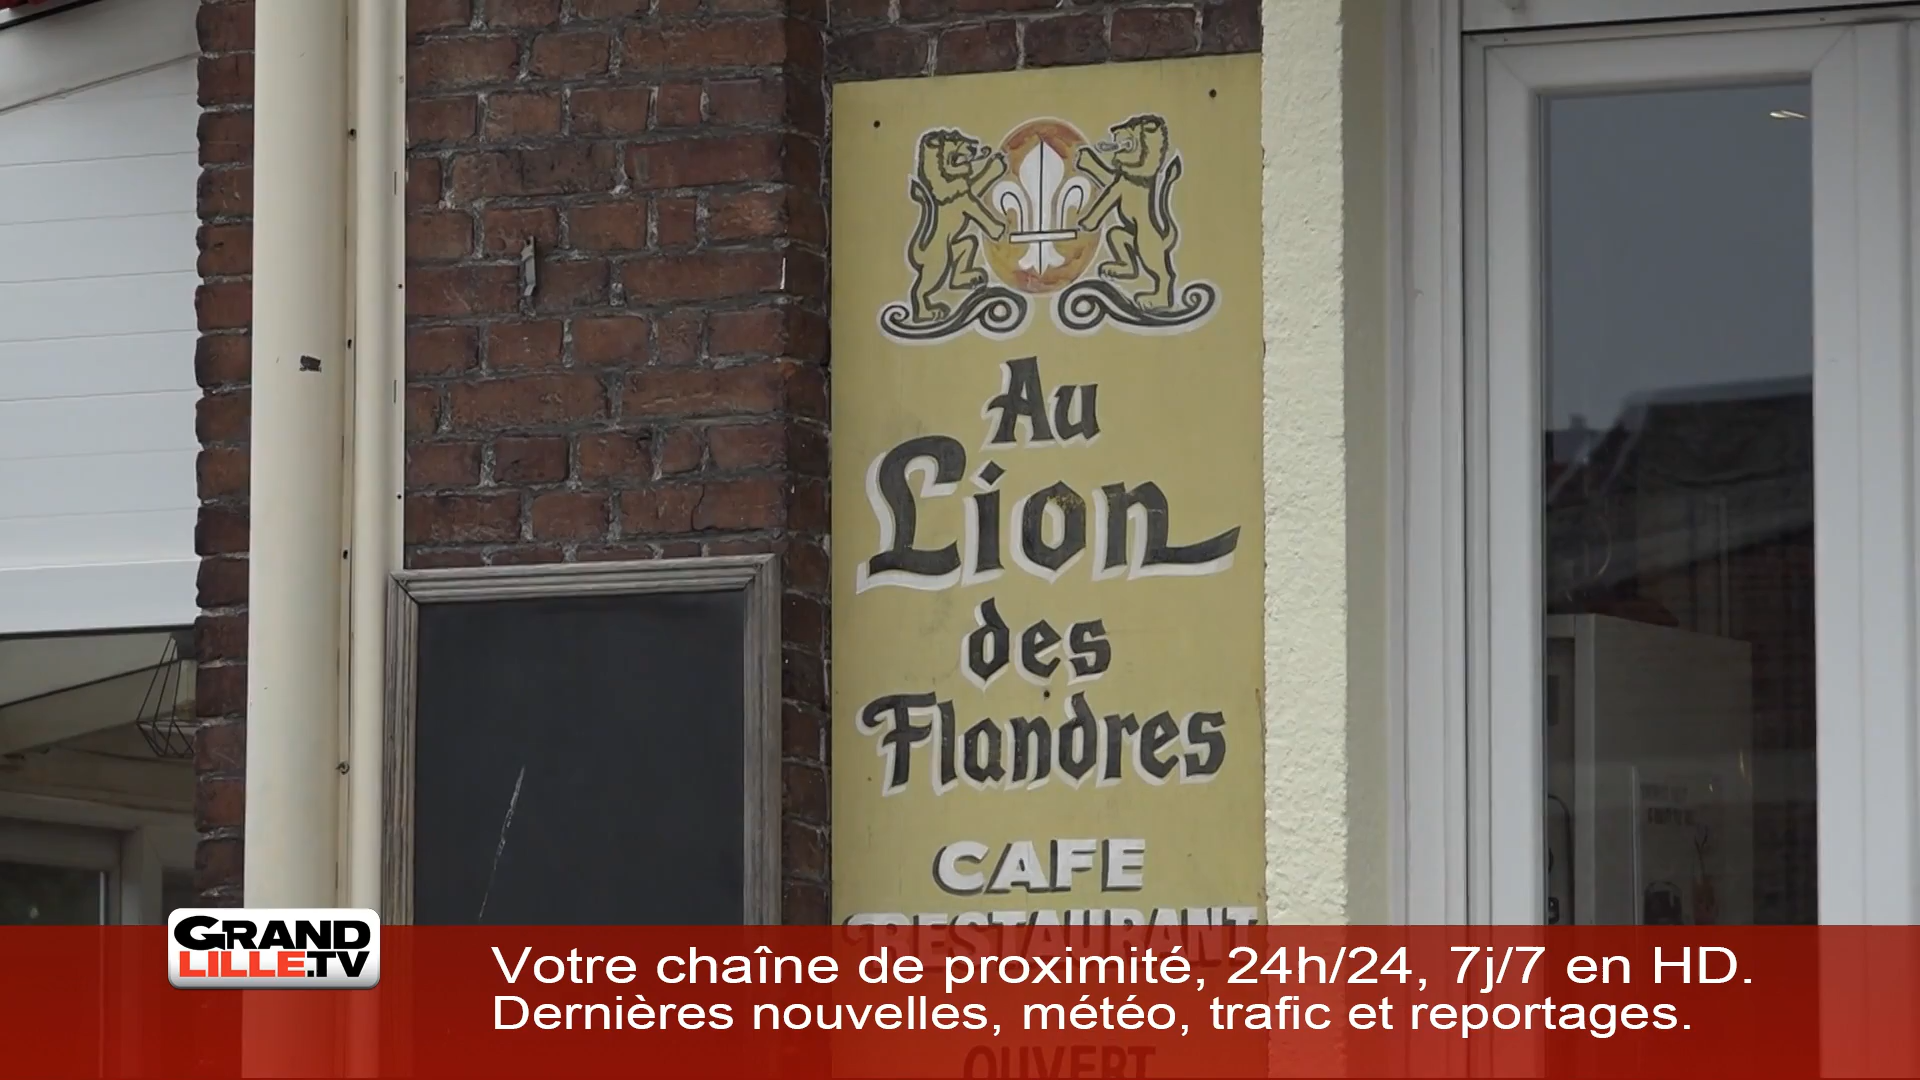 Au
Lion
des
Flandres
CAFE
RESTAURANT
OUVERT
GRAND
LILLE.TV
Votre chaîne de proximité, 24h/24, 7j/7 en HD.
Dernières nouvelles, météo, trafic et reportages.